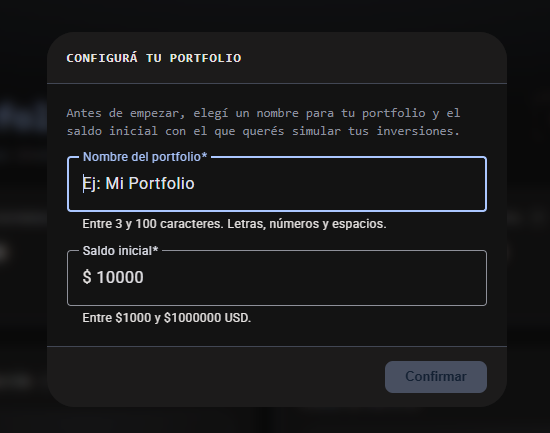 CONFIGURÁ TU PORTFOLIO
Antes de empezar, elegí un nombre para tu portfolio y el
saldo inicial con el que querés simular tus inversiones.
Nombre del portfolio*
Ej: Mi Portfolio
Entre 3 y 100 caracteres. Letras, números y espacios.
Saldo inicial*
$ 10000
Entre $1000 y $1000000 USD.
Confirmar